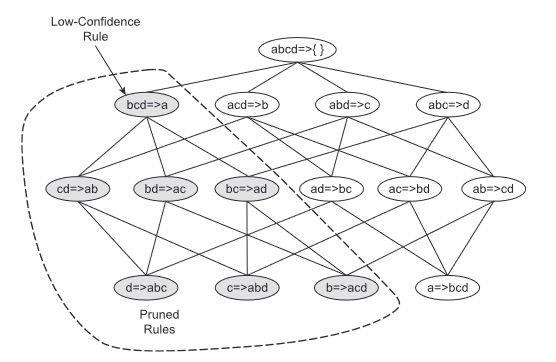 Low-Confidence
Rule
abcd=>{ }
bcd=>a
acd=>b
abd=>c
abc=>d
cd=>ab
bd=>ac
bc=>ad
ad=>bc
ac=>bd
ab=>cd
d=>abc
c=>abd
b=>acd
a=>bcd
Pruned
Rules